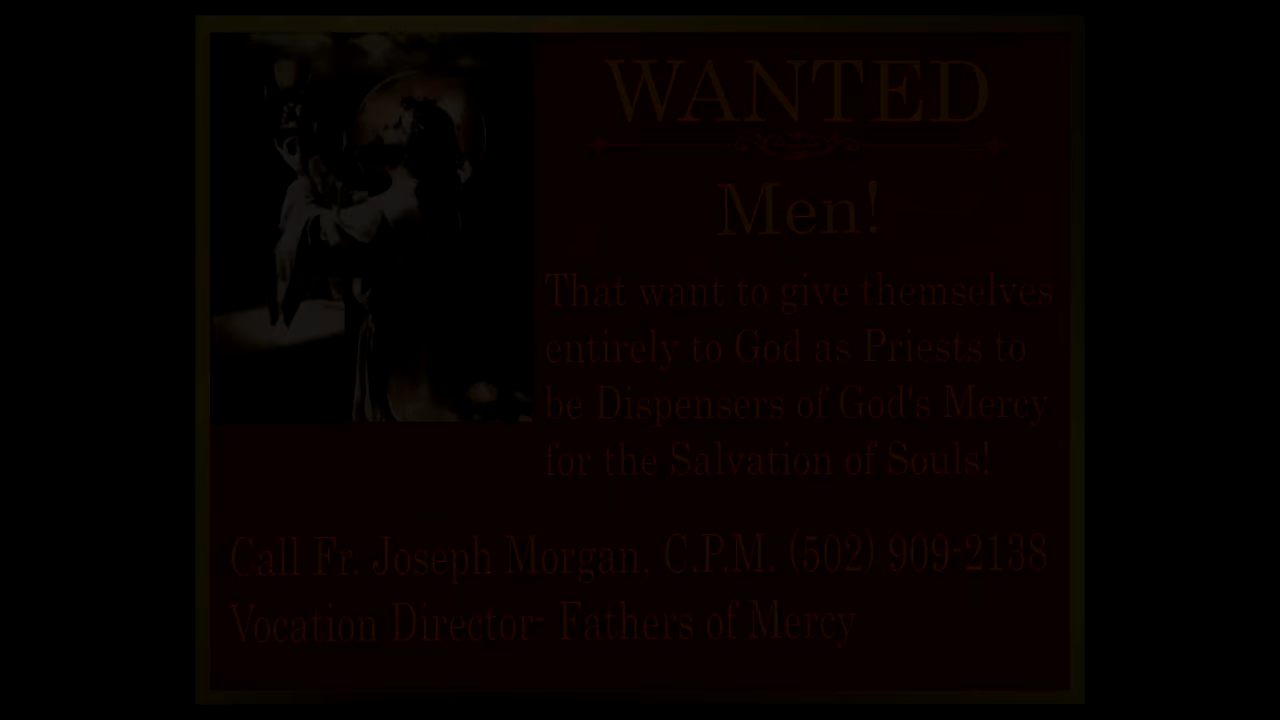 WANTED
Men!
That want to give themselves
entirely to God as Priests to
be Dispensers of God's Mercy
for the Salvation of Souls!
Call Fr. Joseph Morgan, C.P.M. (502) 909-2138
Vocation Director- Fathers of Mercy